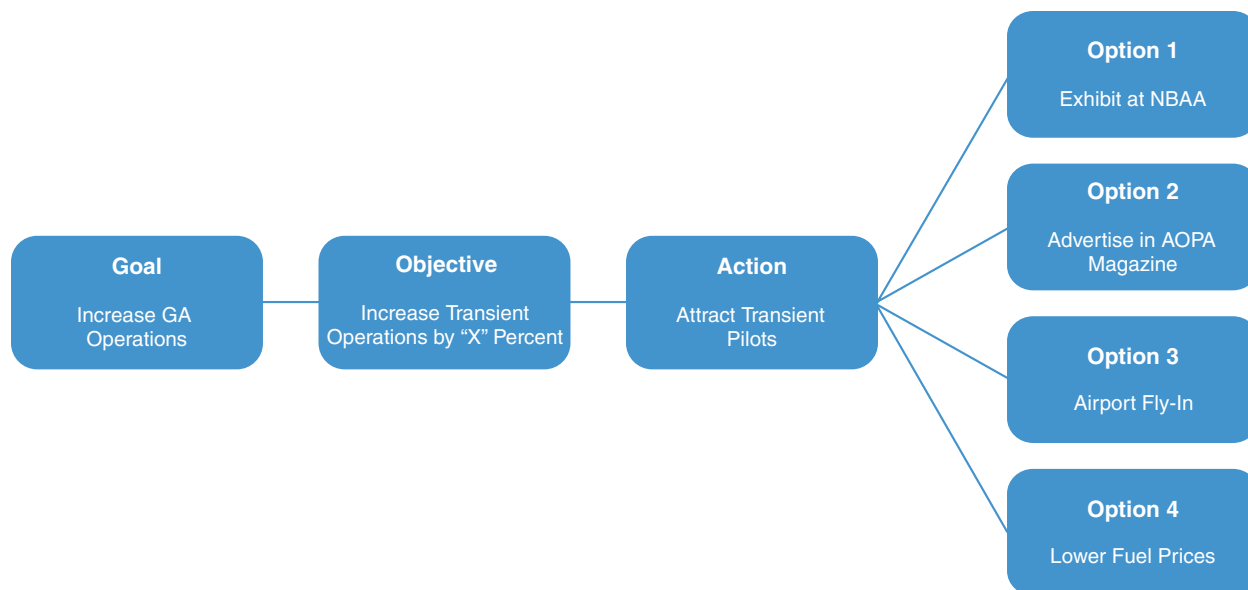 Goal
Increase GA
Operations
Objective
Increase Transient
Operations by “X” Percent
Action
Attract Transient
Pilots
Option 1
Exhibit at NBAA
Option 2
Advertise in AOPA
Magazine
Option 3
Airport Fly-In
Option 4
Lower Fuel Prices